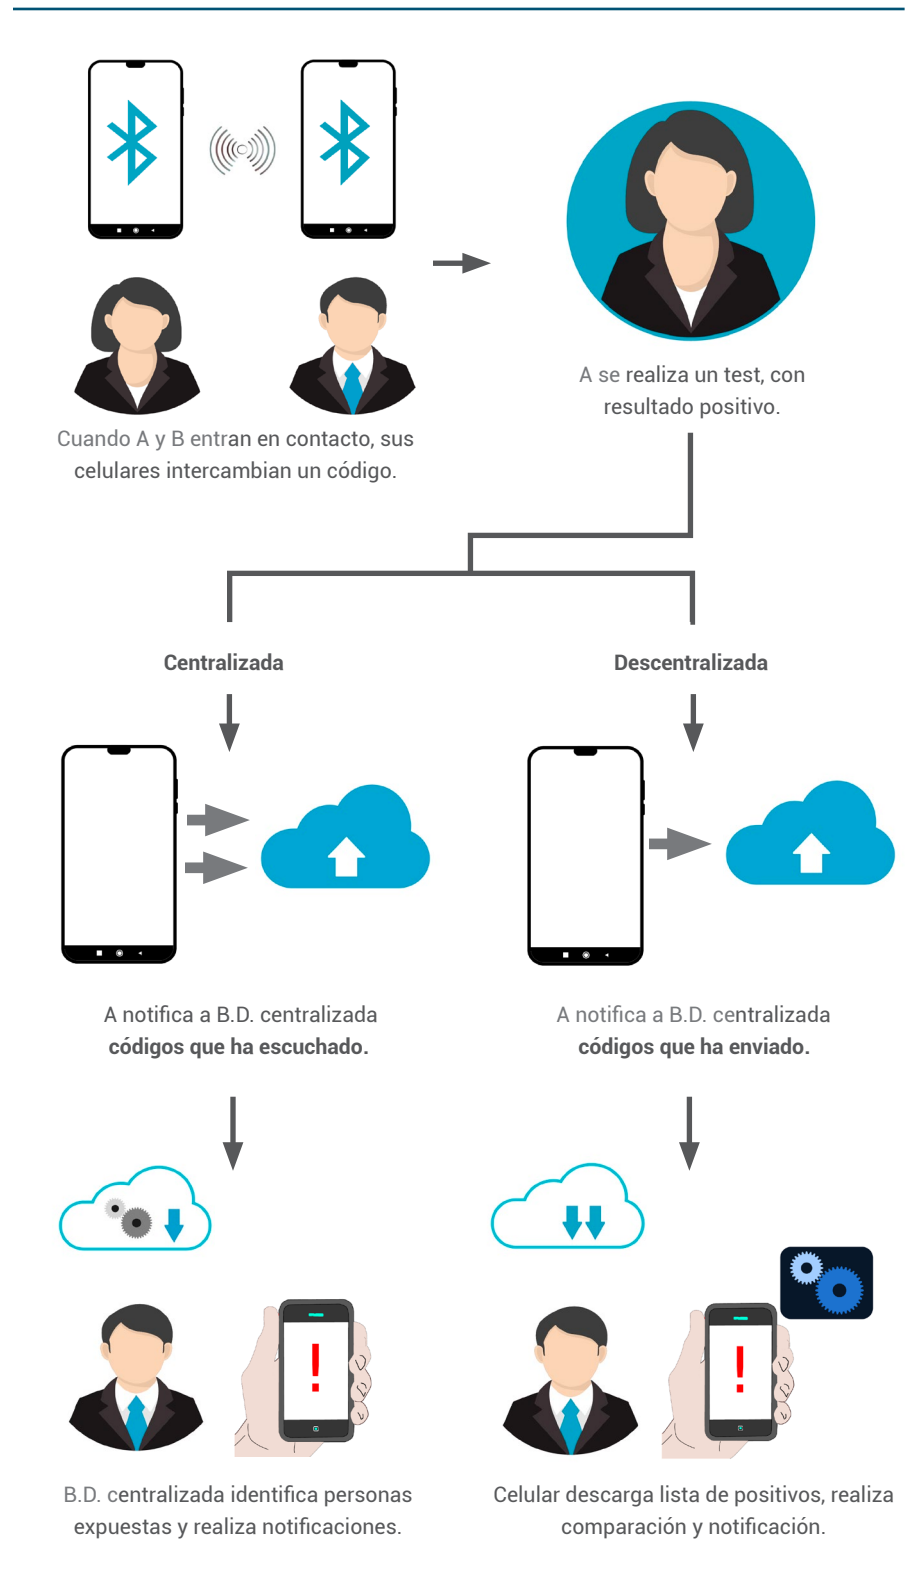 Cuando A y B entran en contacto, sus
celulares intercambian un código.
A se realiza un test, con
resultado positivo.
Centralizada
Descentralizada
A notifica a B.D. centralizada
códigos que ha escuchado.
A notifica a B.D. centralizada
códigos que ha enviado.
B.D. centralizada identifica personas
expuestas y realiza notificaciones.
Celular descarga lista de positivos, realiza
comparación y notificación.